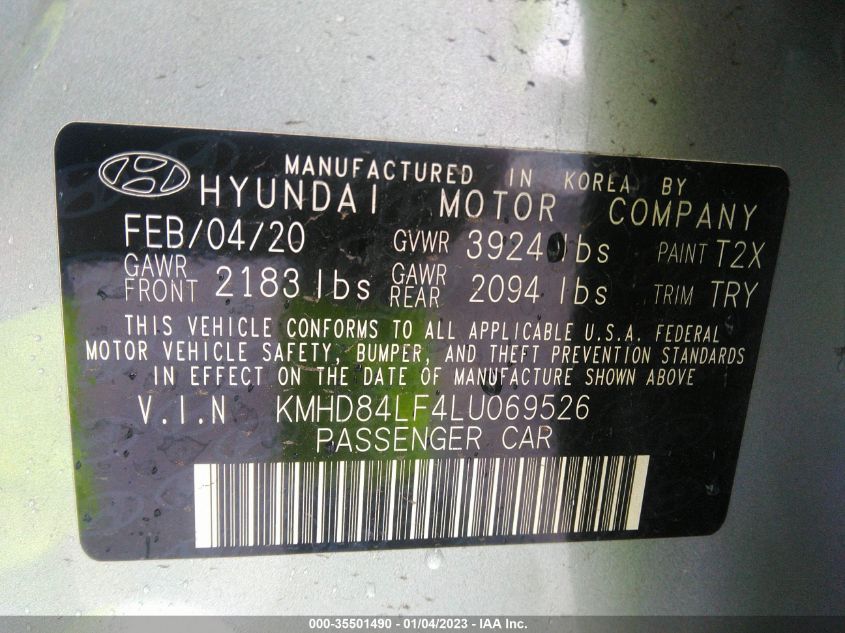 MANUFACTURED IN KOREA BY
HYUNDAI MOTOR COMPANY
FEB/04/20 GVWR 3924 lbs PAINT T2X
GAWR FRONT 2183 lbs GAWR REAR 2094 lbs TRIM TRY
THIS VEHICLE CONFORMS TO ALL APPLICABLE U.S.A. FEDERAL
MOTOR VEHICLE SAFETY, BUMPER, AND THEFT PREVENTION STANDARDS
IN EFFECT ON THE DATE OF MANUFACTURE SHOWN ABOVE
V.I.N KMHD84LF4LU069526
PASSENGER CAR
000-35501490 - 01/04/2023 - IAA Inc.